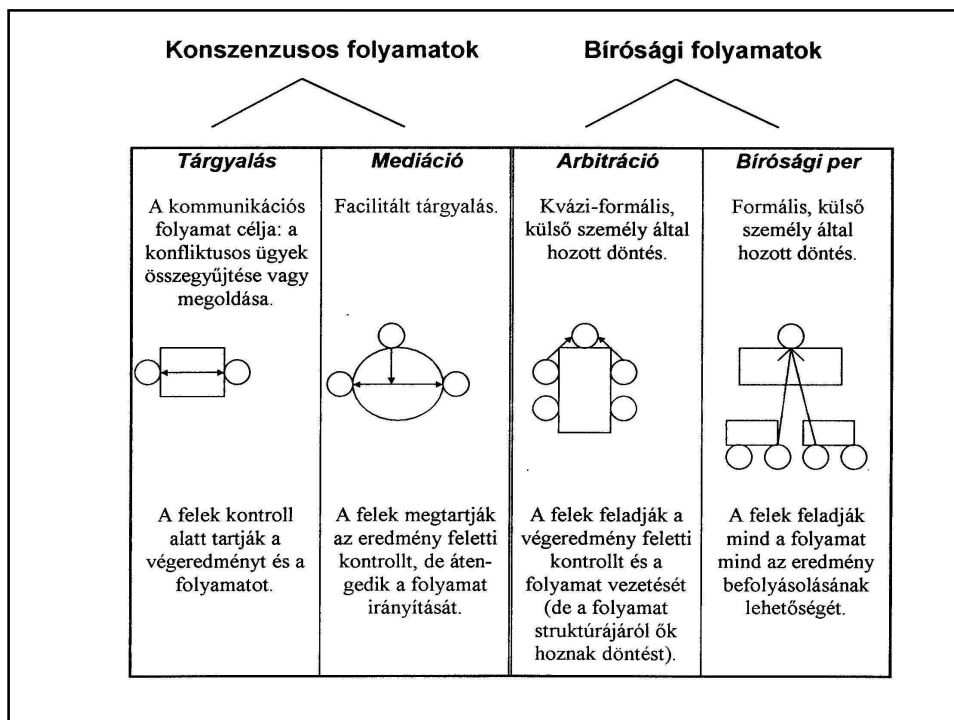 Konszenzusos folyamatok
Bírósági folyamatok
Tárgyalás
A kommunikációs
folyamat célja: a
konfliktusos ügyek
összegyűjtése vagy
megoldása.
A felek kontroll
alatt tartják a
végeredményt és a
folyamatot.
Mediáció
Facilitált tárgyalás.
A felek megtartják
az eredmény feletti
kontrollt, de áten-
gedik a folyamat
irányítását.
Arbitráció
Kvázi-formális,
külső személy által
hozott döntés.
A felek feladják a
végeredmény feletti
kontrollt és a
folyamat vezetését
(de a folyamat
struktúrájáról ők
hoznak döntést).
Bírósági per
Formális, külső
személy által
hozott döntés.
A felek feladják
mind a folyamat
mind az eredmény
befolyásolásának
lehetőségét.